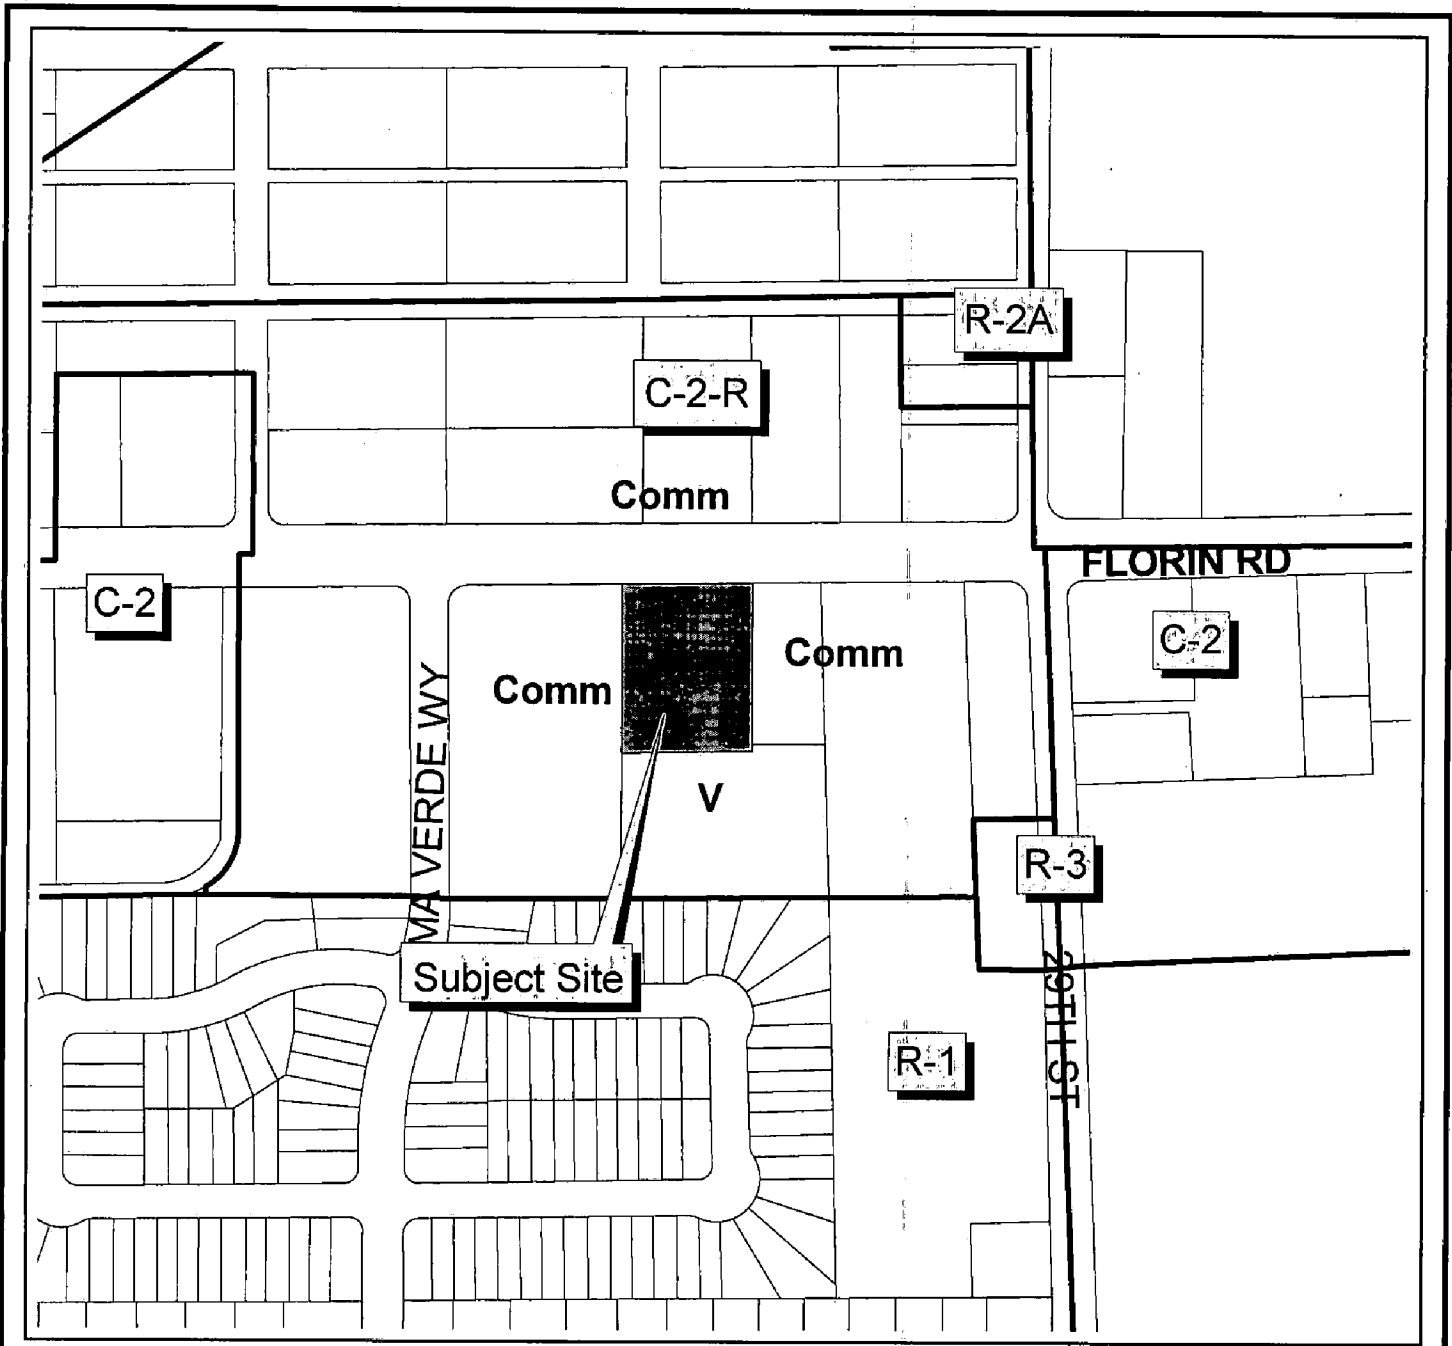 R-2A
C-2-R
Comm
FLORIN RD
C-2
C-2
Comm
Comm
MA VERDE WY
V
R-3
Subject Site
29TH ST
R-1